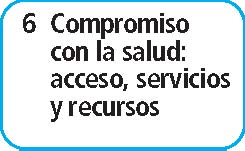 6 Compromiso
con la salud:
acceso, servicios
y recursos